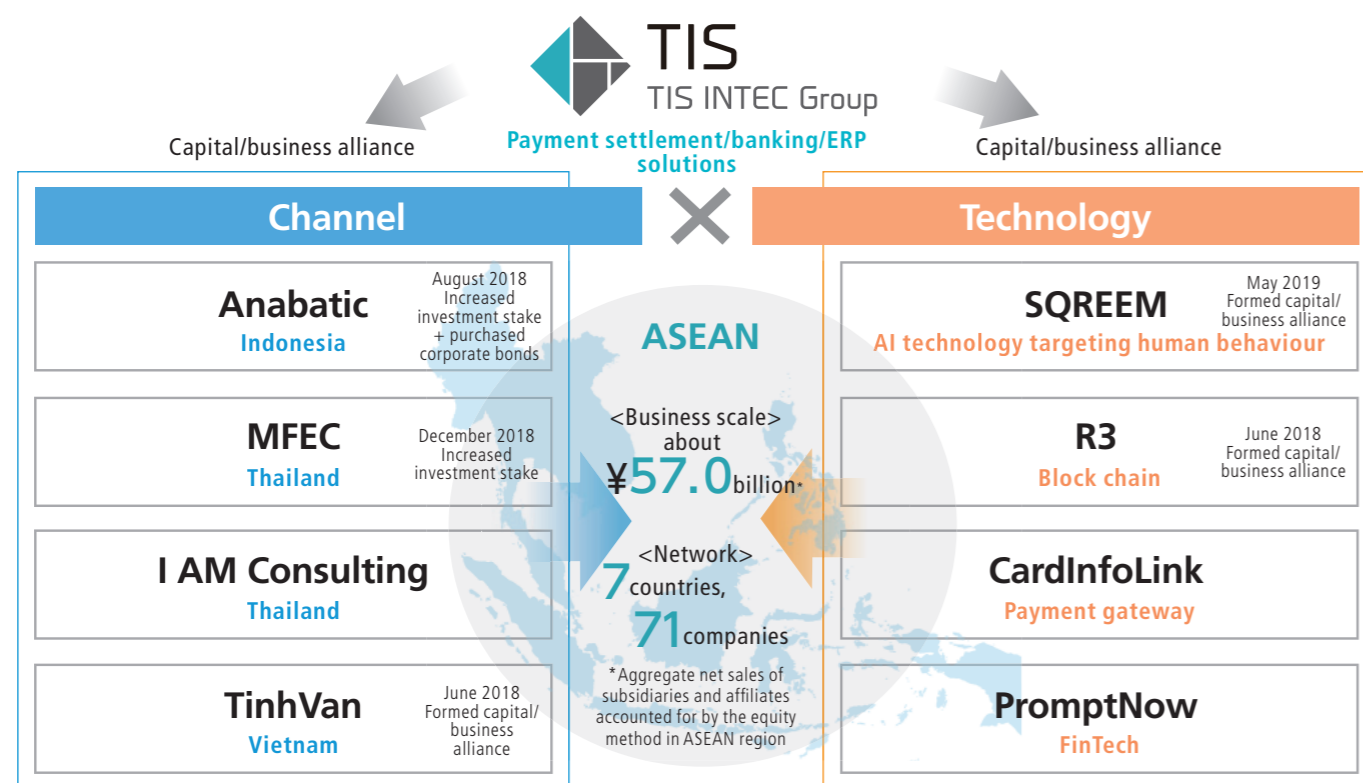 TIS
TIS INTEC Group
Payment settlement/banking/ERP
solutions
Capital/business alliance
Capital/business alliance
Channel
Technology
Anabatic
Indonesia
August 2018
Increased
investment stake
+ purchased
corporate bonds
MFEC
Thailand
December 2018
Increased
investment stake
I AM Consulting
Thailand
TinhVan
Vietnam
June 2018
Formed capital/
business
alliance
ASEAN
<Business scale>
about
¥57.0billion*
<Network>
7countries,
71companies
*Aggregate net sales of
subsidiaries and affiliates
accounted for by the equity
method in ASEAN region
SQREEM
AI technology targeting human behaviour
May 2019
Formed capital/
business alliance
R3
Block chain
June 2018
Formed capital/
business alliance
CardInfoLink
Payment gateway
PromptNow
FinTech